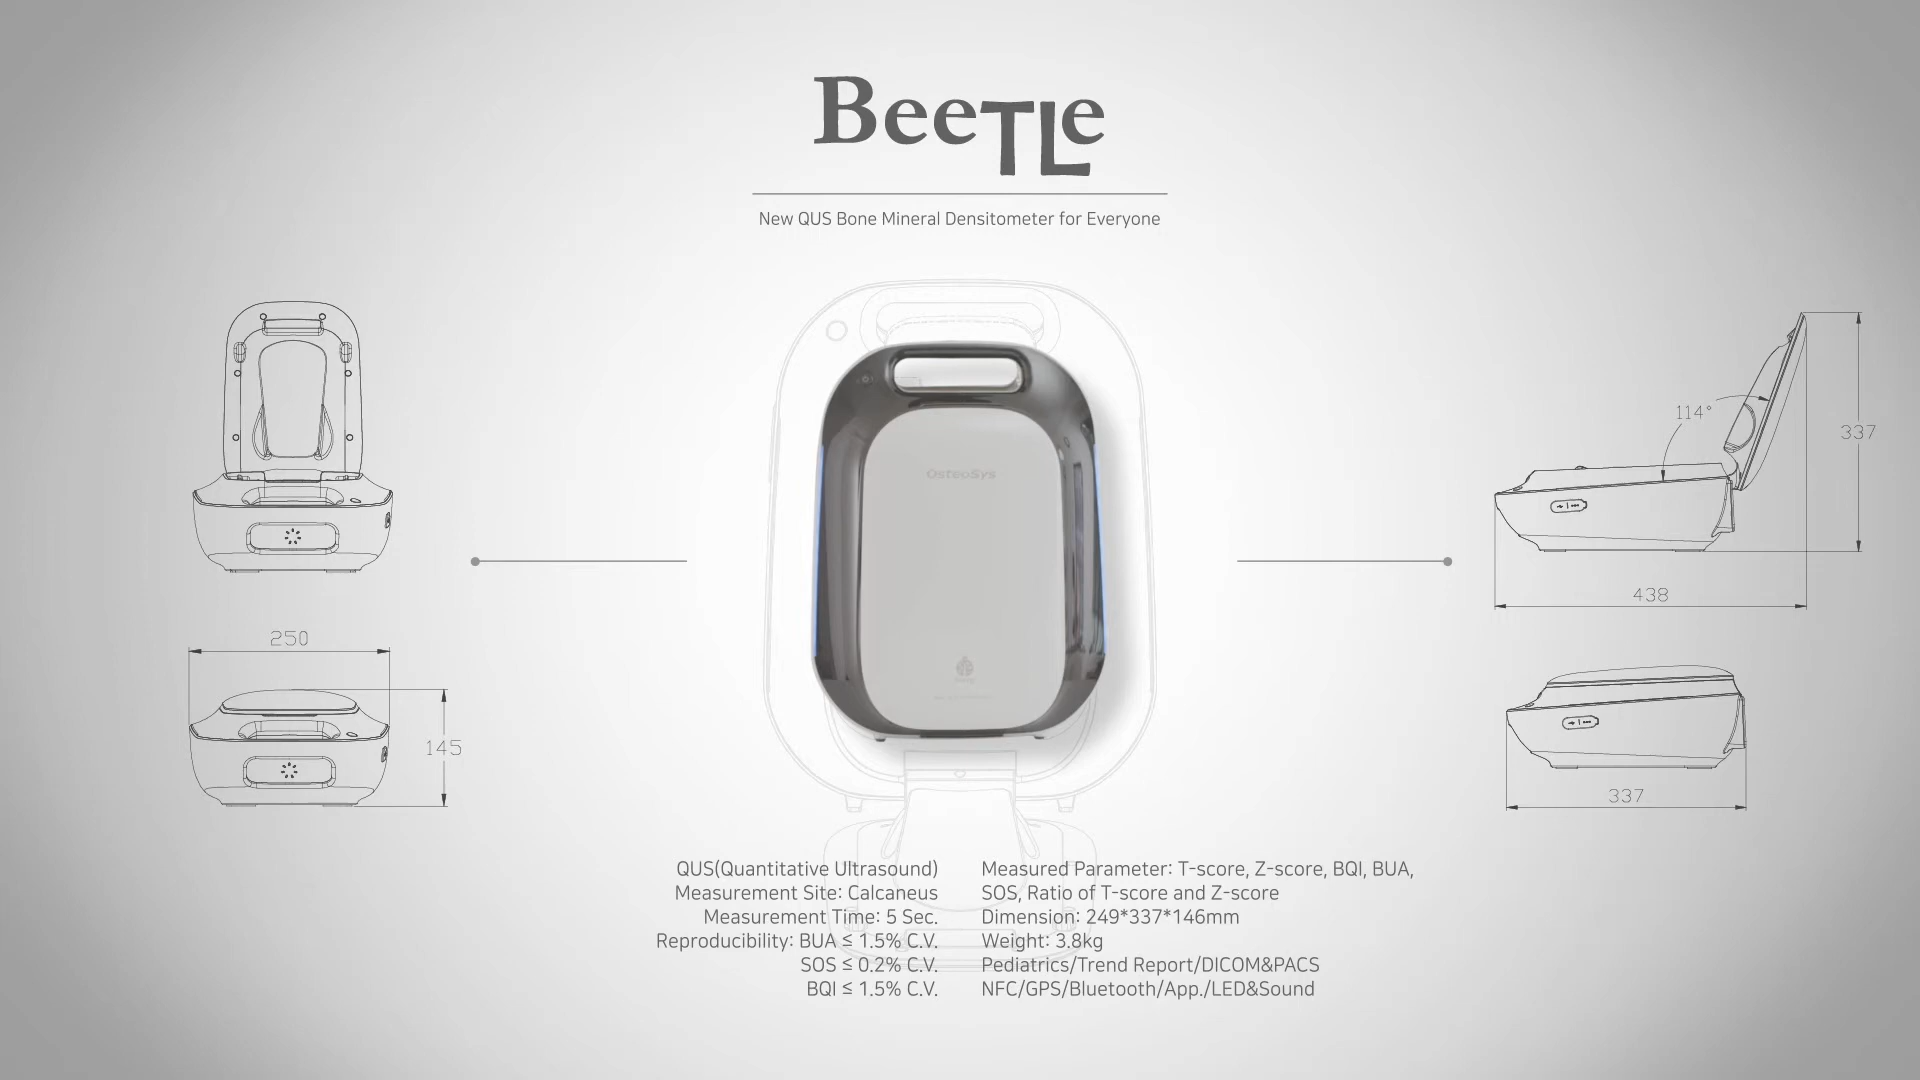 BeeTLe
New QUS Bone Mineral Densitometer for Everyone
OsteoSys
114°
337
438
250
145
337
QUS(Quantitative Ultrasound)
Measurement Site: Calcaneus
Measurement Time: 5 Sec.
Reproducibility: BUA ≤ 1.5% C.V.
SOS ≤ 0.2% C.V.
BQI ≤ 1.5% C.V.
Measured Parameter: T-score, Z-score, BQI, BUA,
SOS, Ratio of T-score and Z-score
Dimension: 249*337*146mm
Weight: 3.8kg
Pediatrics/Trend Report/DICOM&PACS
NFC/GPS/Bluetooth/App./LED&Sound